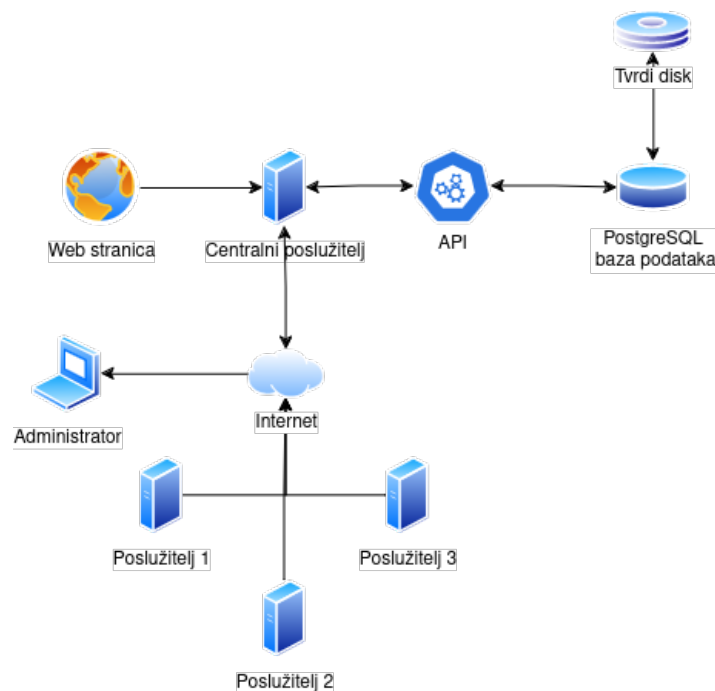 Tvrdi disk
Web stranica
Centralni poslužitelj
API
PostgreSQL
baza podataka
Internet
Administrator
Poslužitelj 1
Poslužitelj 3
Poslužitelj 2